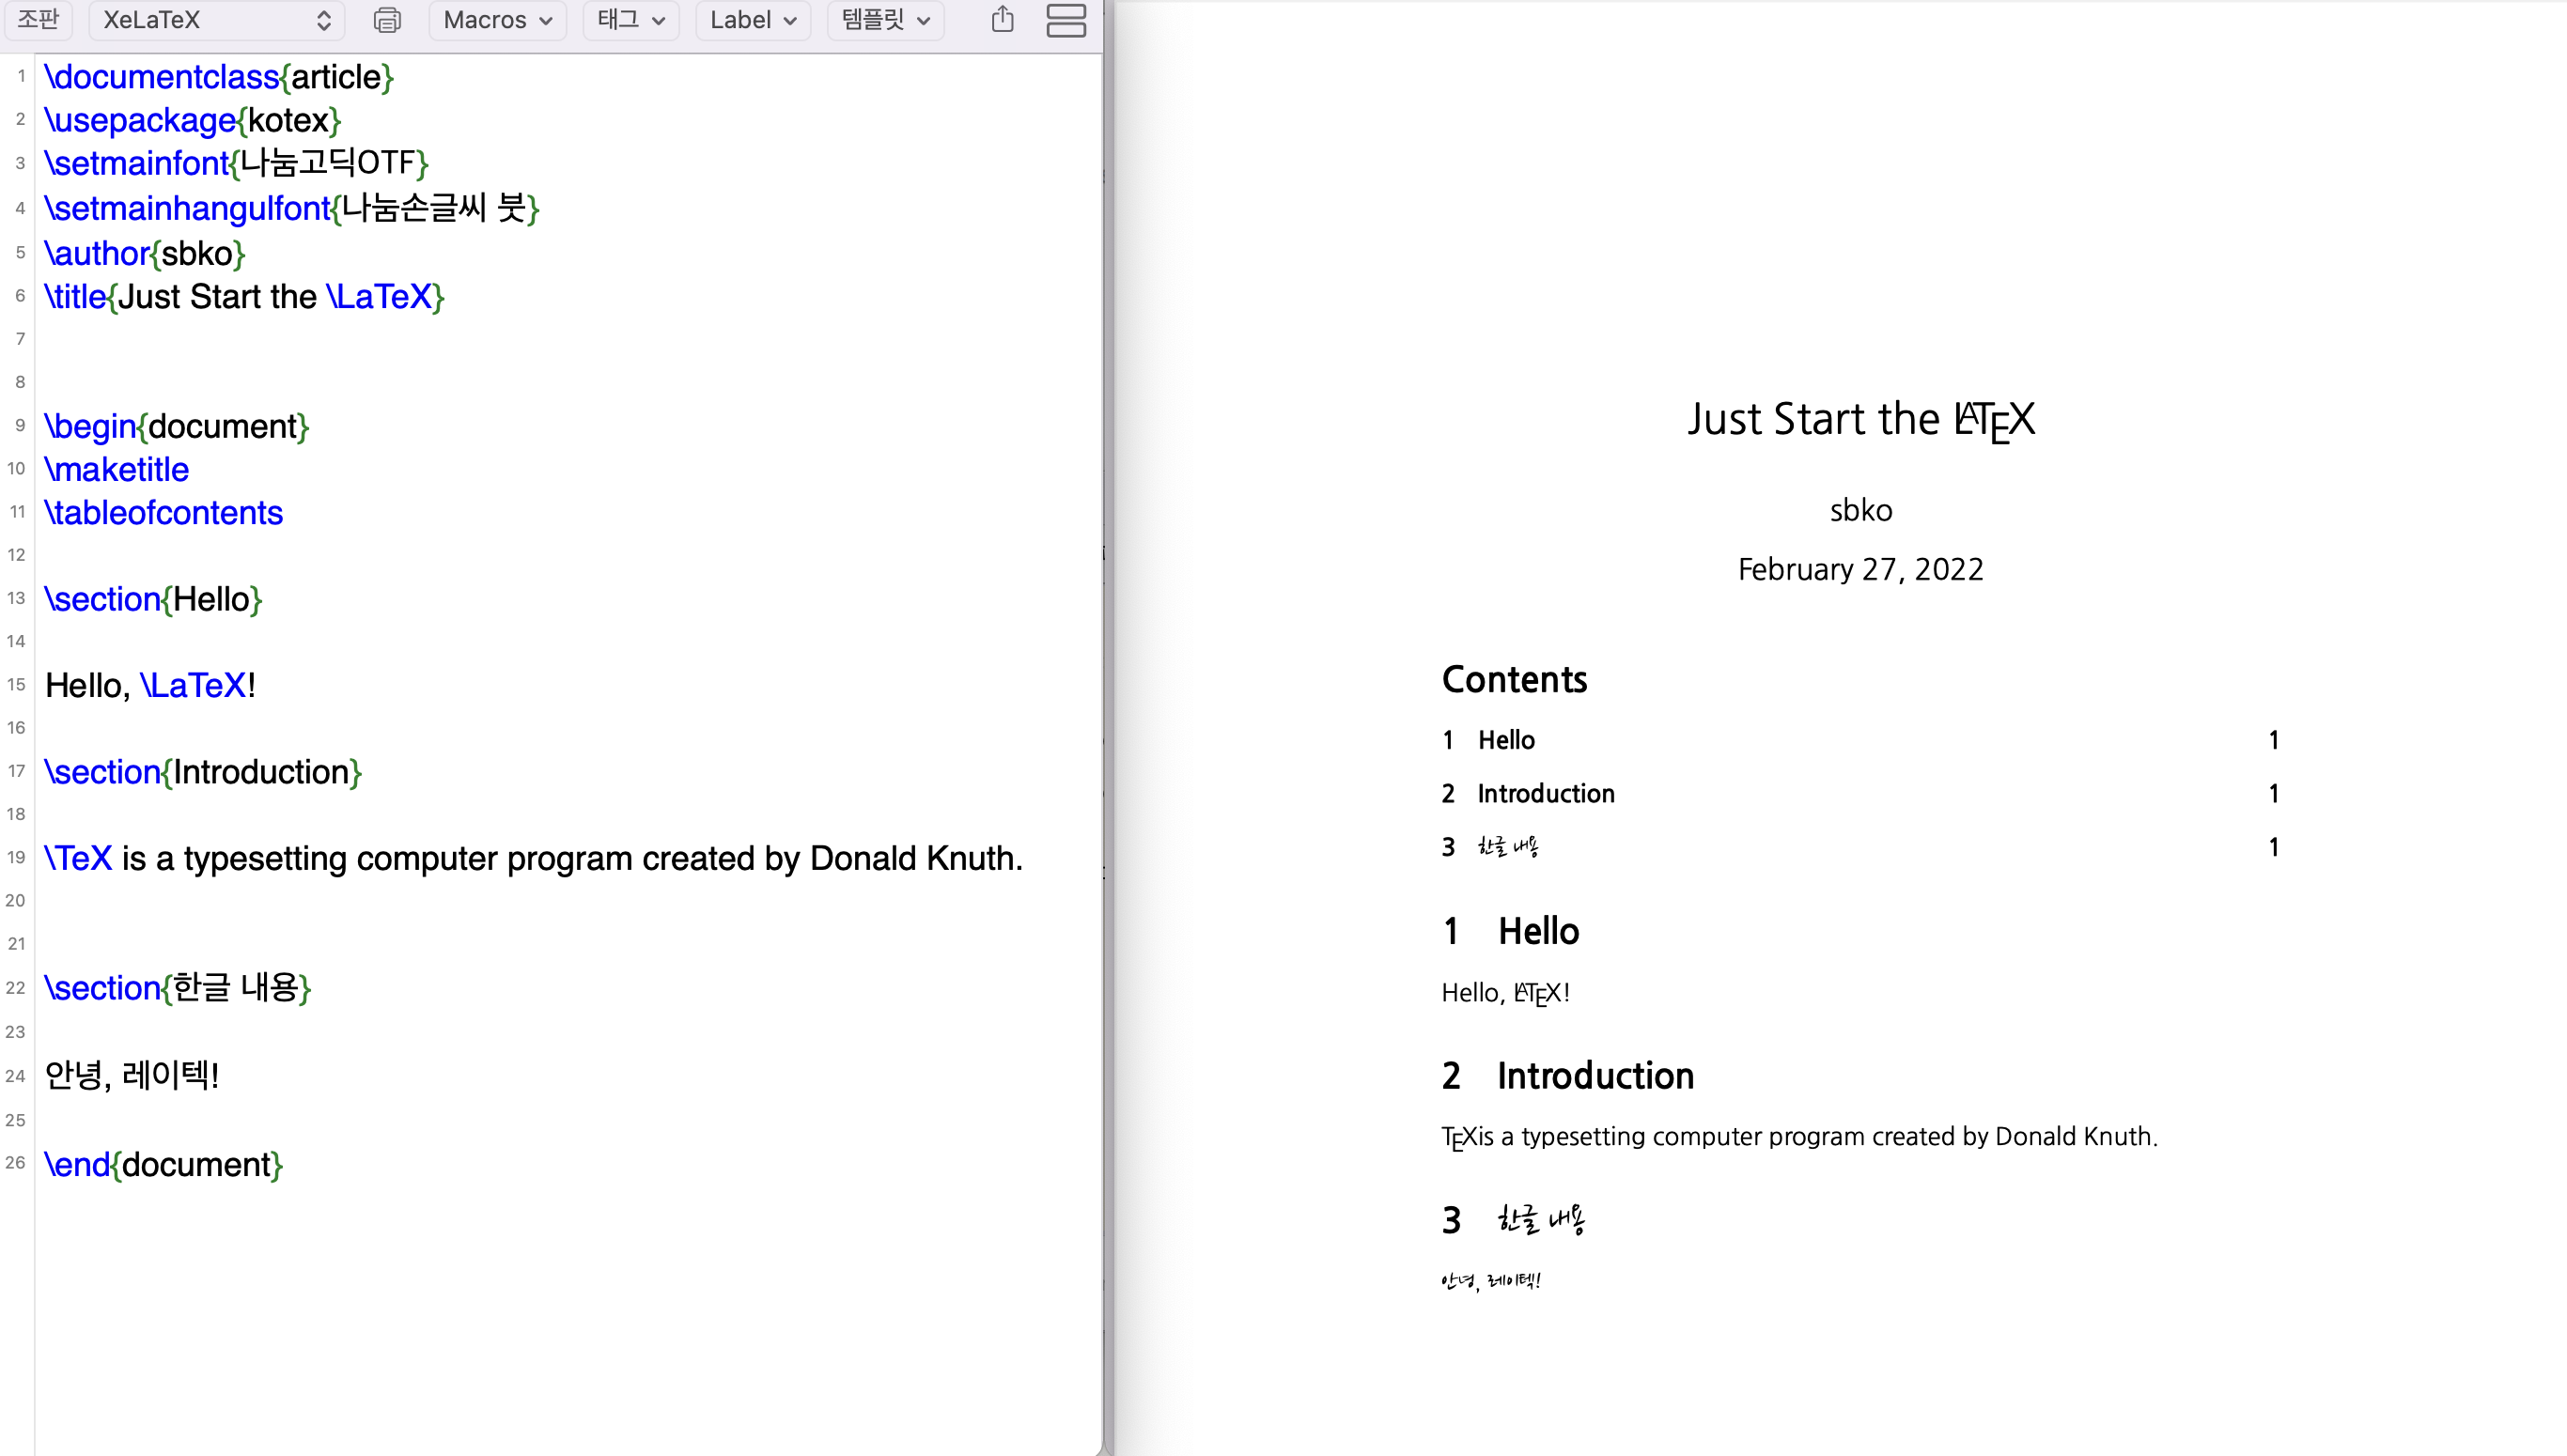 조판 XeLaTeX Macros 태그 Label 템플릿
1 \documentclass{article}
2 \usepackage{kotex}
3 \setmainfont{나눔고딕OTF}
4 \setmainhangulfont{나눔손글씨 붓}
5 \author{sbko}
6 \title{Just Start the \LaTeX}
7
8
9 \begin{document}
10 \maketitle
11 \tableofcontents
12
13 \section{Hello}
14
15 Hello, \LaTeX!
16
17 \section{Introduction}
18
19 \TeX is a typesetting computer program created by Donald Knuth.
20
21
22 \section{한글 내용}
23
24 안녕, 레이텍!
25
26 \end{document}
Just Start the LATEX
sbko
February 27, 2022
Contents
1 Hello 1
2 Introduction 1
3 한글 내용 1
1 Hello
Hello, LATEX!
2 Introduction
TEXis a typesetting computer program created by Donald Knuth.
3 한글 내용
안녕, 레이텍!